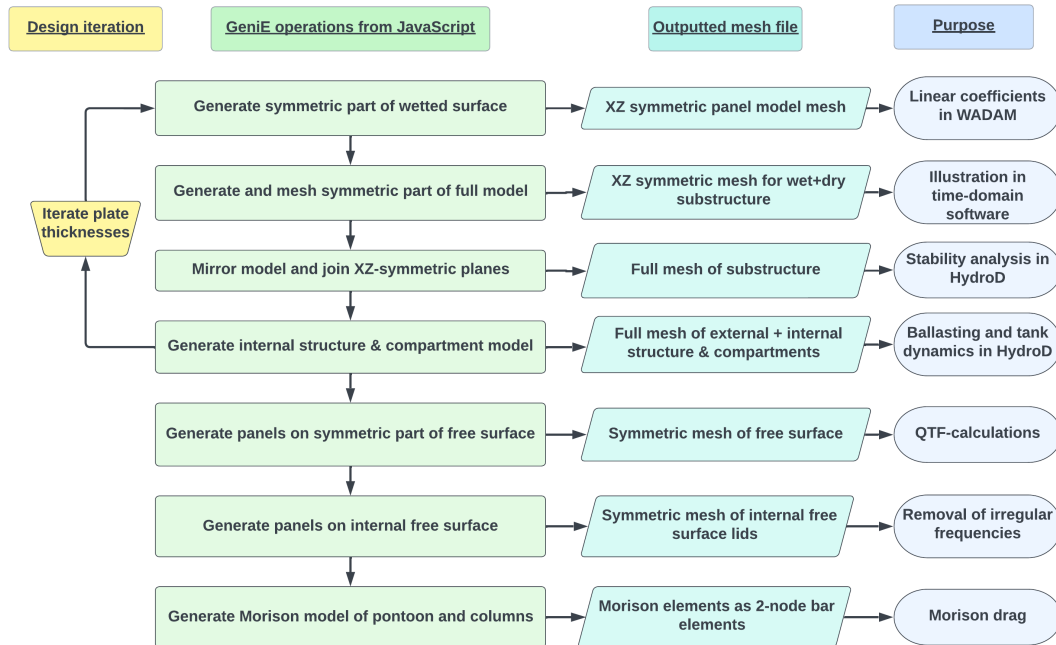 Design iteration
GeniE operations from JavaScript
Outputted mesh file
Purpose
Generate symmetric part of wetted surface
XZ symmetric panel model mesh
Linear coefficients
in WADAM
Generate and mesh symmetric part of full model
XZ symmetric mesh for wet+dry
substructure
Illustration in
time-domain
software
Iterate plate
thicknesses
Mirror model and join XZ-symmetric planes
Full mesh of substructure
Stability analysis in
HydroD
Generate internal structure & compartment model
Full mesh of external + internal
structure & compartments
Ballasting and tank
dynamics in HydroD
Generate panels on symmetric part of free surface
Symmetric mesh of free surface
QTF-calculations
Generate panels on internal free surface
Symmetric mesh of internal free
surface lids
Removal of irregular
frequencies
Generate Morison model of pontoon and columns
Morison elements as 2-node bar
elements
Morison drag